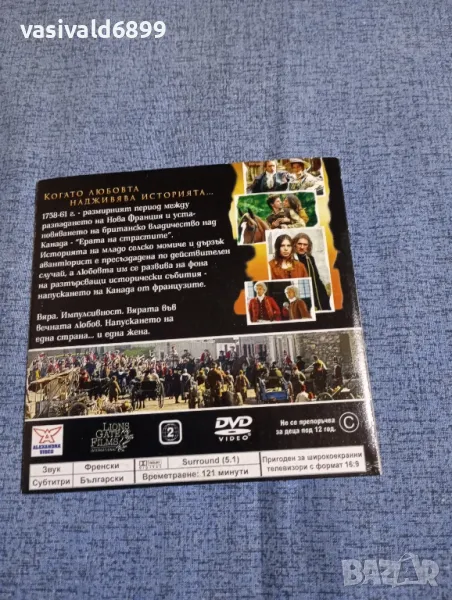 vasivald6899
КОГАТО ЛЮБОВТА
НАДЖИВЯВА ИСТОРИЯТА...
1758-61 г. - размирният период между
разпадането на Нова Франция и уста-
новяването на британско владичество над
Канада - "Ерата на страстите".
Историята на младо селско момиче и дързък
авантюрист е пресъздадена по действителен
случай, а любовта им се развива на фона
на разтърсващи исторически събития -
напускането на Канада от французите.
Вяра. Импулсивност. Вярата във
вечната любов. Напускането на
една страна... и една жена.
ALEXANDRA
VIDEO
LIONS
GATE
FILMS
2
DVD
VIDEO
Не се препоръчва
за деца под 12 год.
C
Звук Френски Surround (5.1) Пригоден за широкоекранни
Субтитри Български Времетраене: 121 минути телевизори с формат 16:9
BAZAR